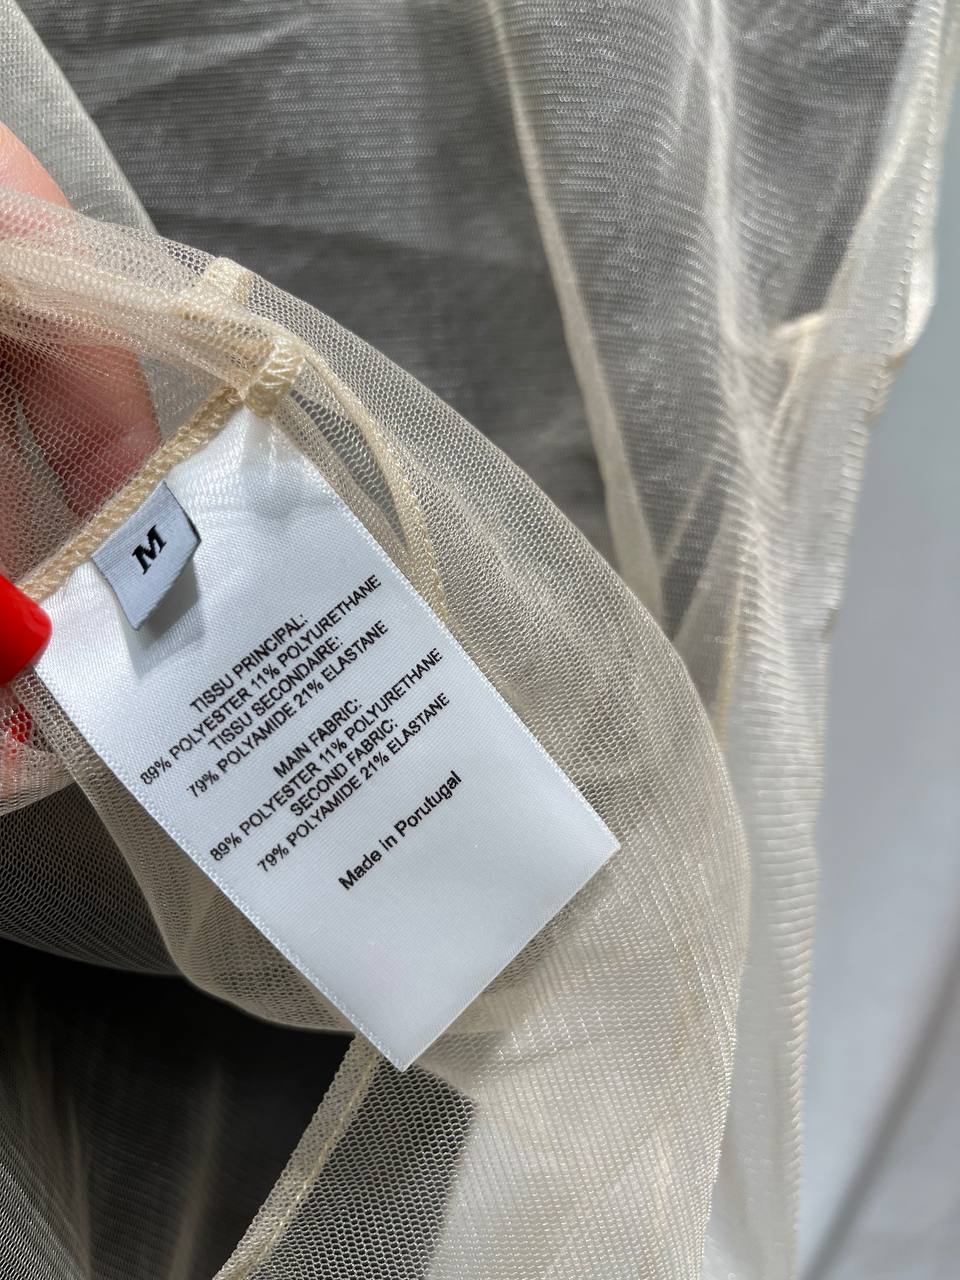 M
TISSU PRINCIPAL:
89% POLYESTER 11% POLYURETHANE
TISSU SECONDAIRE:
79% POLYAMIDE 21% ELASTANE
MAIN FABRIC:
89% POLYESTER 11% POLYURETHANE
SECOND FABRIC:
79% POLYAMIDE 21% ELASTANE
Made in Porutugal